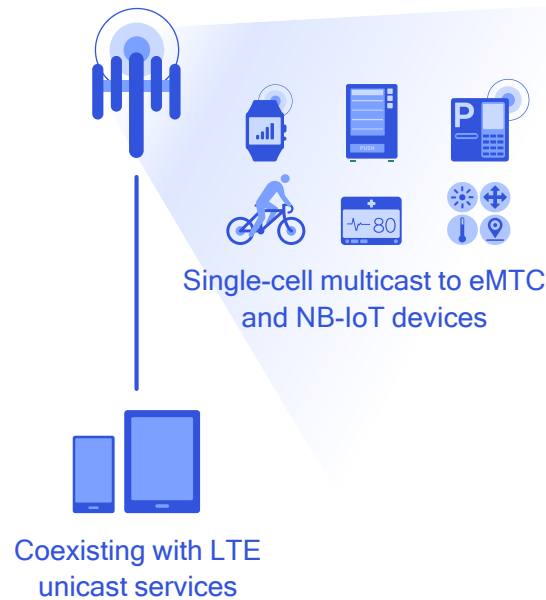 P
PUSH
80
Single-cell multicast to eMTC
and NB-IoT devices
Coexisting with LTE
unicast services